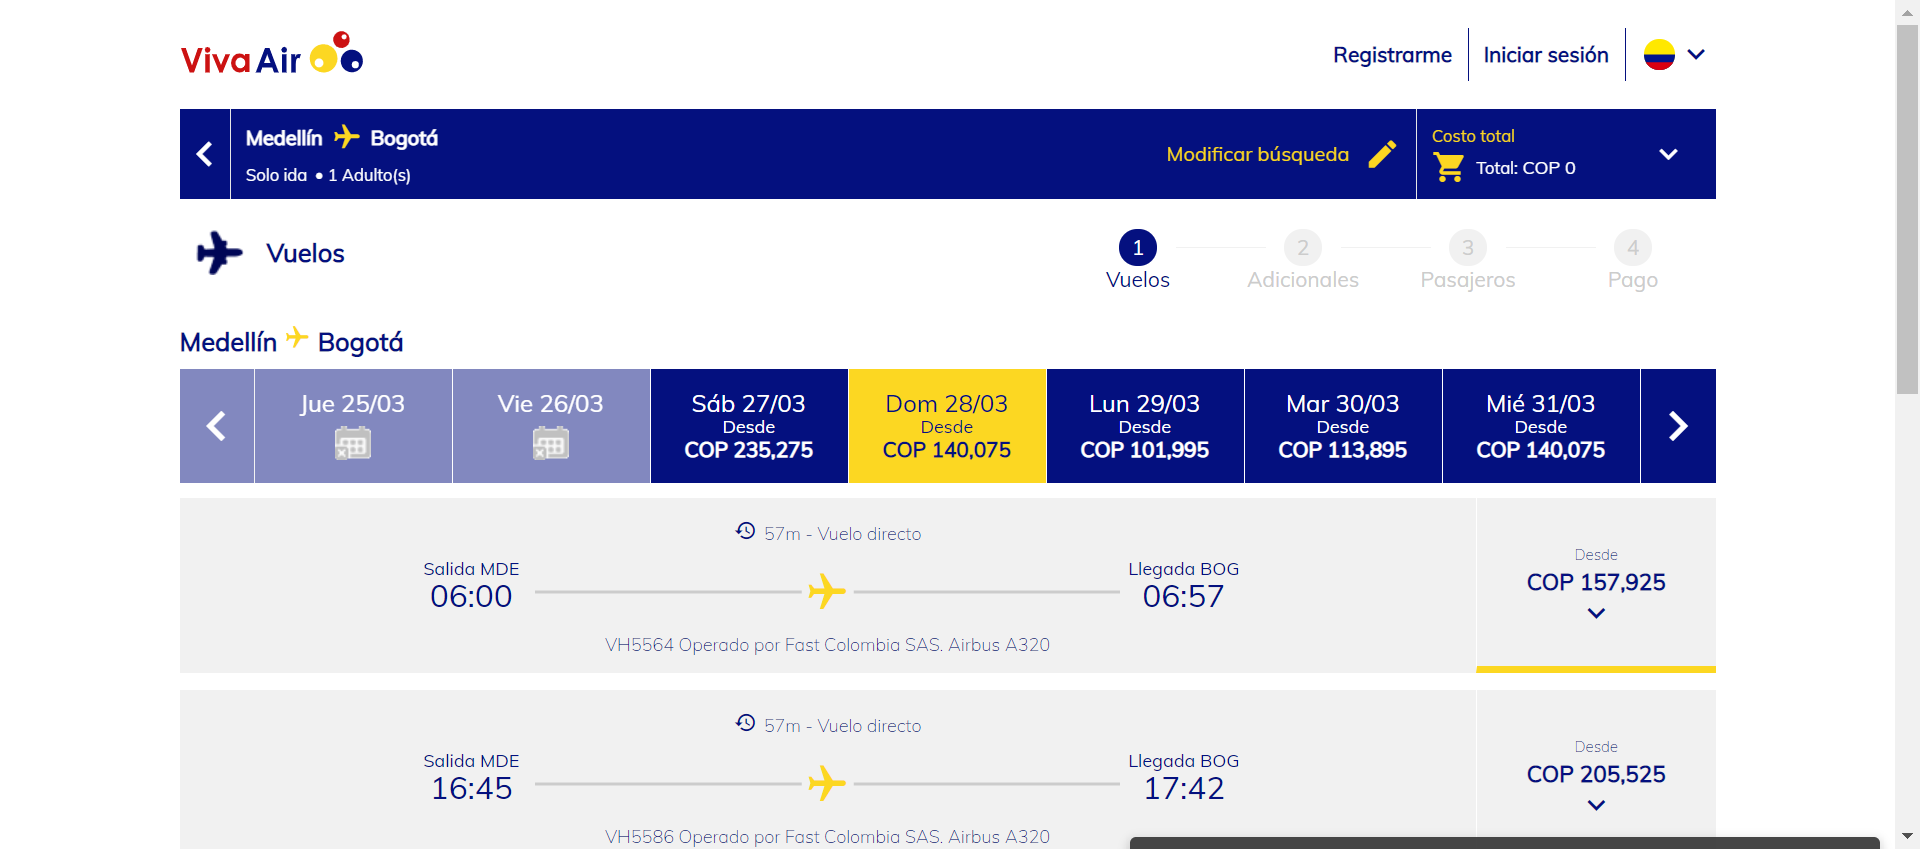 Viva Air
Registrarme
Iniciar sesión
Medellín Bogotá
Solo ida • 1 Adulto(s)
Modificar búsqueda
Costo total
Total: COP 0
Vuelos
1
Vuelos
2
Adicionales
3
Pasajeros
4
Pago
Medellín Bogotá
Jue 25/03
Vie 26/03
Sáb 27/03
Desde
COP 235,275
Dom 28/03
Desde
COP 140,075
Lun 29/03
Desde
COP 101,995
Mar 30/03
Desde
COP 113,895
Mié 31/03
Desde
COP 140,075
57m - Vuelo directo
Salida MDE
06:00
Llegada BOG
06:57
VH5564 Operado por Fast Colombia SAS. Airbus A320
Desde
COP 157,925
57m - Vuelo directo
Salida MDE
16:45
Llegada BOG
17:42
VH5586 Operado por Fast Colombia SAS. Airbus A320
Desde
COP 205,525